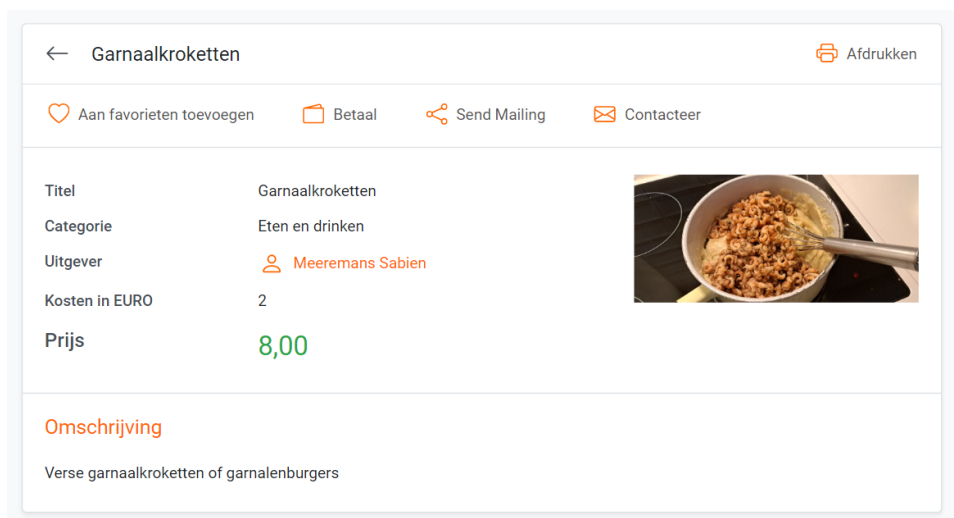 Garnaalkroketten
Afdrukken
Aan favorieten toevoegen Betaal Send Mailing Contacteer
Titel Garnaalkroketten
Categorie Eten en drinken
Uitgever Meeremans Sabien
Kosten in EURO 2
Prijs 8,00
Omschrijving
Verse garnaalkroketten of garnalenburgers